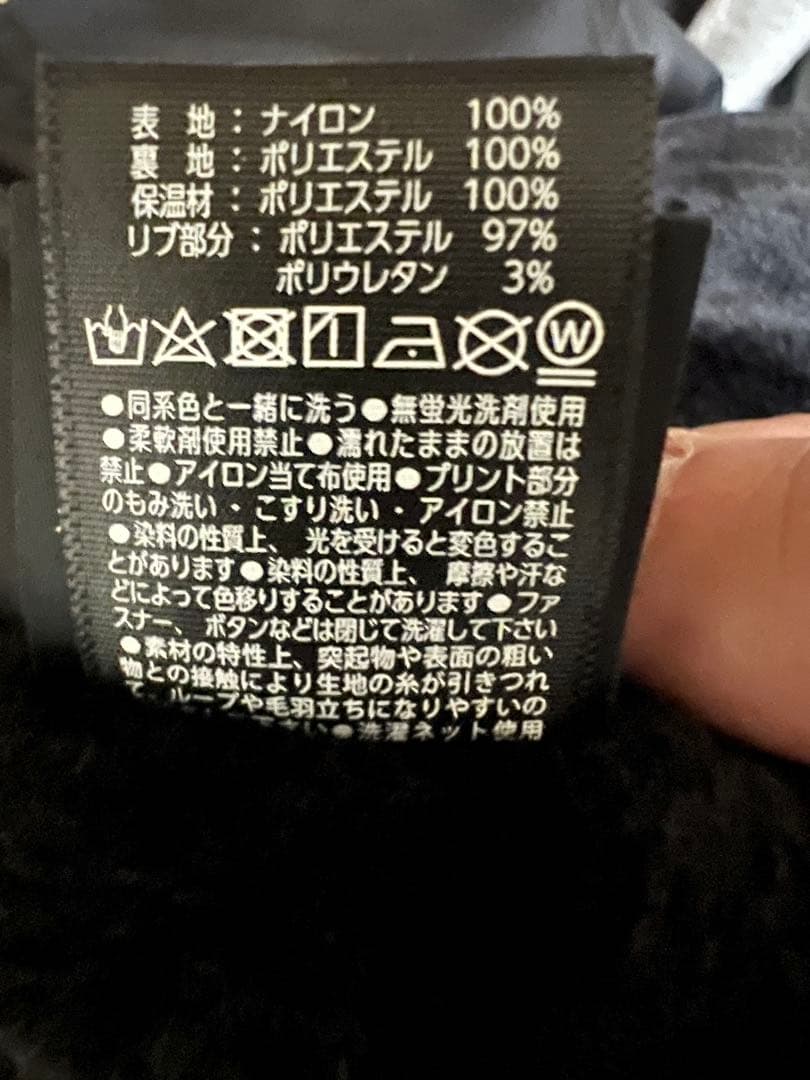 表 地：ナイロン 100%
裏 地：ポリエステル 100%
保温材：ポリエステル 100%
リブ部分：ポリエステル 97%
ポリウレタン 3%
W
●同系色と一緒に洗う●無蛍光洗剤使用
●柔軟剤使用禁止●濡れたままの放置は
禁止●アイロン当て布使用●プリント部分
のもみ洗い・こすり洗い・アイロン禁止
●染料の性質上、光を受けると変色するこ
とがあります●染料の性質上、摩擦や汗な
どによって色移りすることがあります●ファ
スナー、ボタンなどは閉じて洗濯して下さい
●素材の特性上、突起物や表面の粗い
物との接触により生地の糸が引きつれ
て、ループや毛羽立ちになりやすいの
●洗濯ネット使用